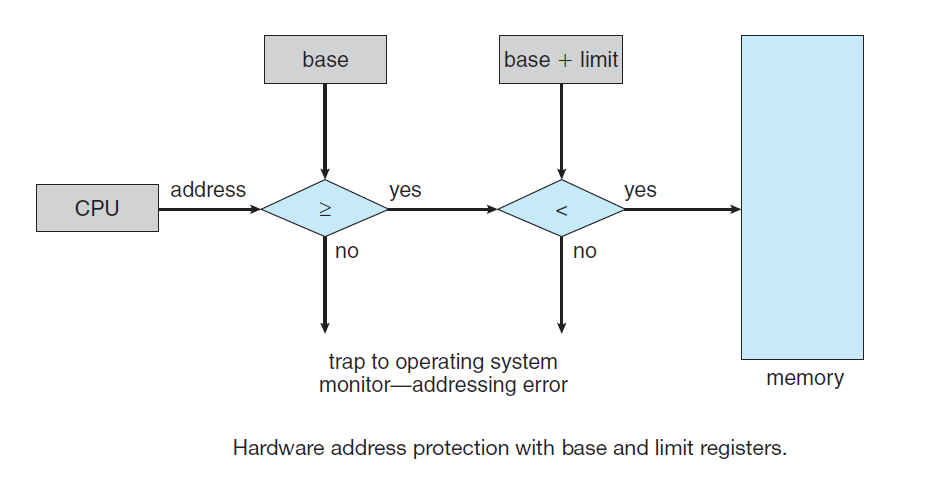 base
base + limit
CPU
address
≥
yes
<
yes
no
no
trap to operating system
monitor—addressing error
memory
Hardware address protection with base and limit registers.